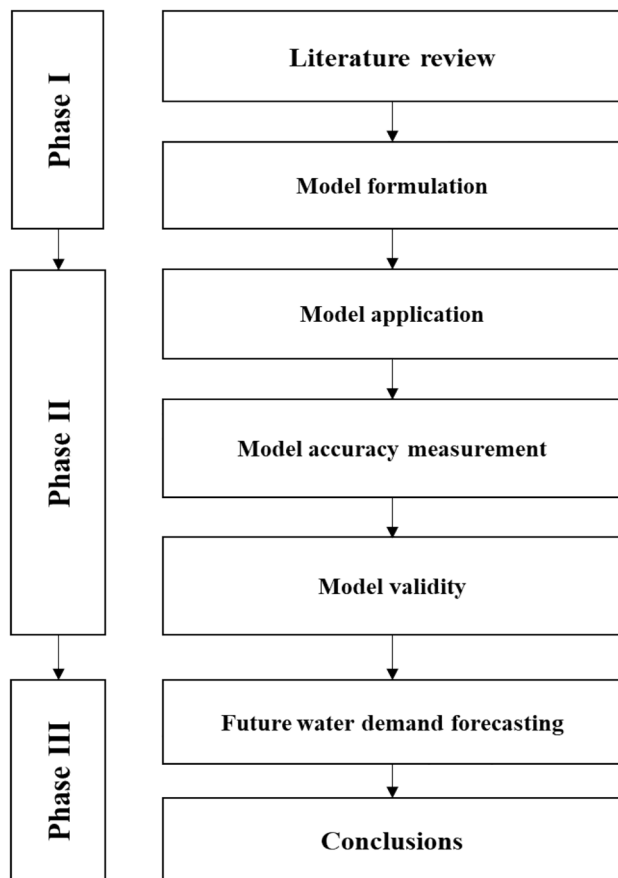 Phase I
Literature review
Model formulation
Phase II
Model application
Model accuracy measurement
Model validity
Phase III
Future water demand forecasting
Conclusions